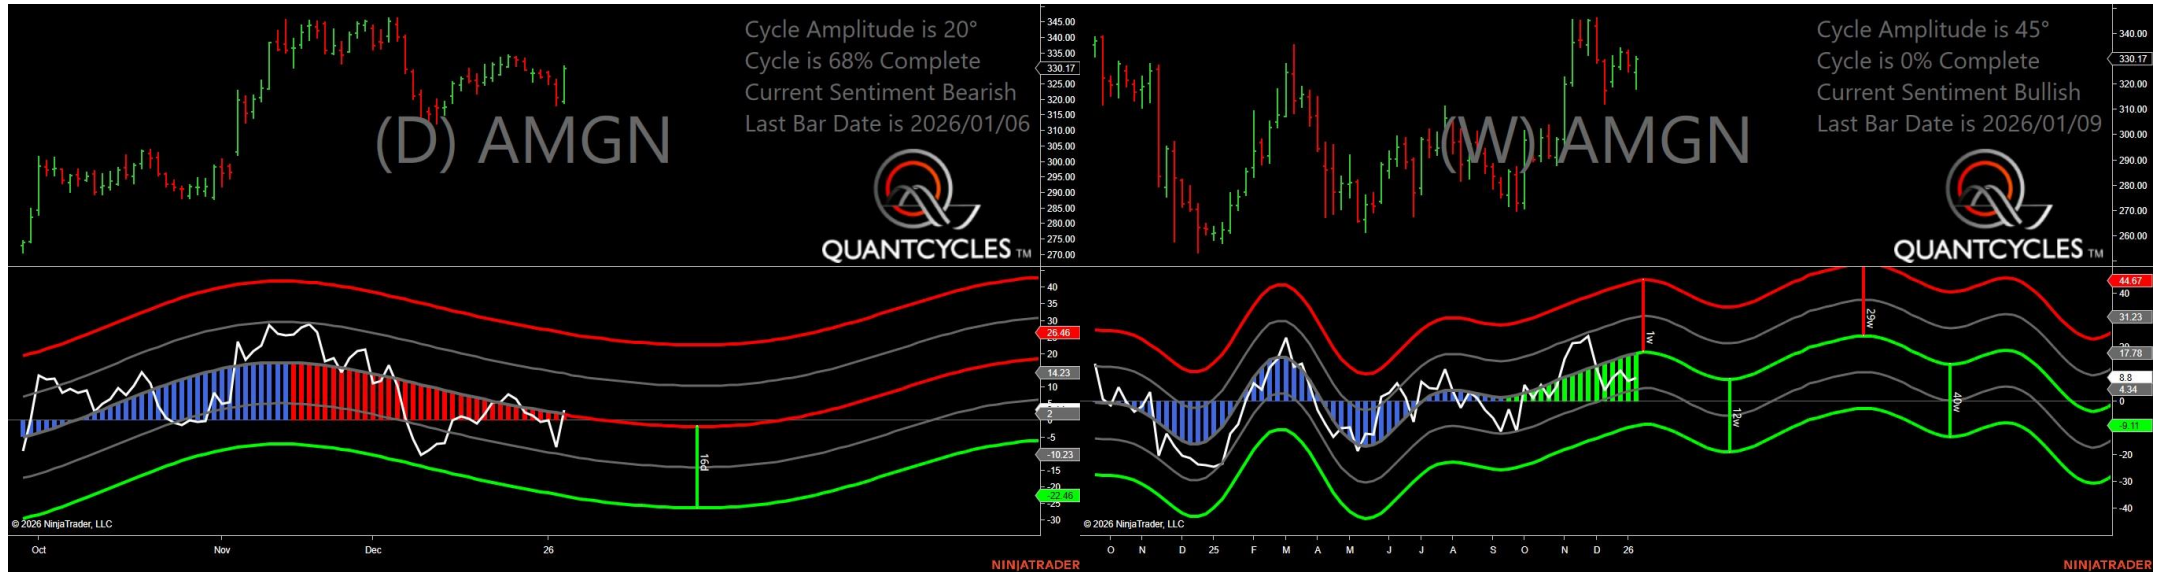 Cycle Amplitude is 20°
Cycle is 68% Complete
Current Sentiment Bearish
Last Bar Date is 2026/01/06
(D) AMGN
QUANTCYCLES TM
345.00
340.00
335.00
330.17
325.00
320.00
315.00
310.00
305.00
300.00
295.00
290.00
285.00
280.00
275.00
270.00
40
35
30
26.46
20
14.23
10
5
2
0
-5
-10.23
-15
-20
-22.46
-25
-30
16d
© 2026 NinjaTrader, LLC
Oct Nov Dec 26
NINJATRADER
Cycle Amplitude is 45°
Cycle is 0% Complete
Current Sentiment Bullish
Last Bar Date is 2026/01/09
(W) AMGN
QUANTCYCLES TM
340.00
330.17
320.00
310.00
300.00
290.00
280.00
270.00
260.00
44.67
40
31.23
20
17.78
8.8
4.34
0
-9.11
-20
-30
-40
1w
12w
29w
40w
© 2026 NinjaTrader, LLC
O N D 25 F M A M J J A S O N D 26
NINJATRADER